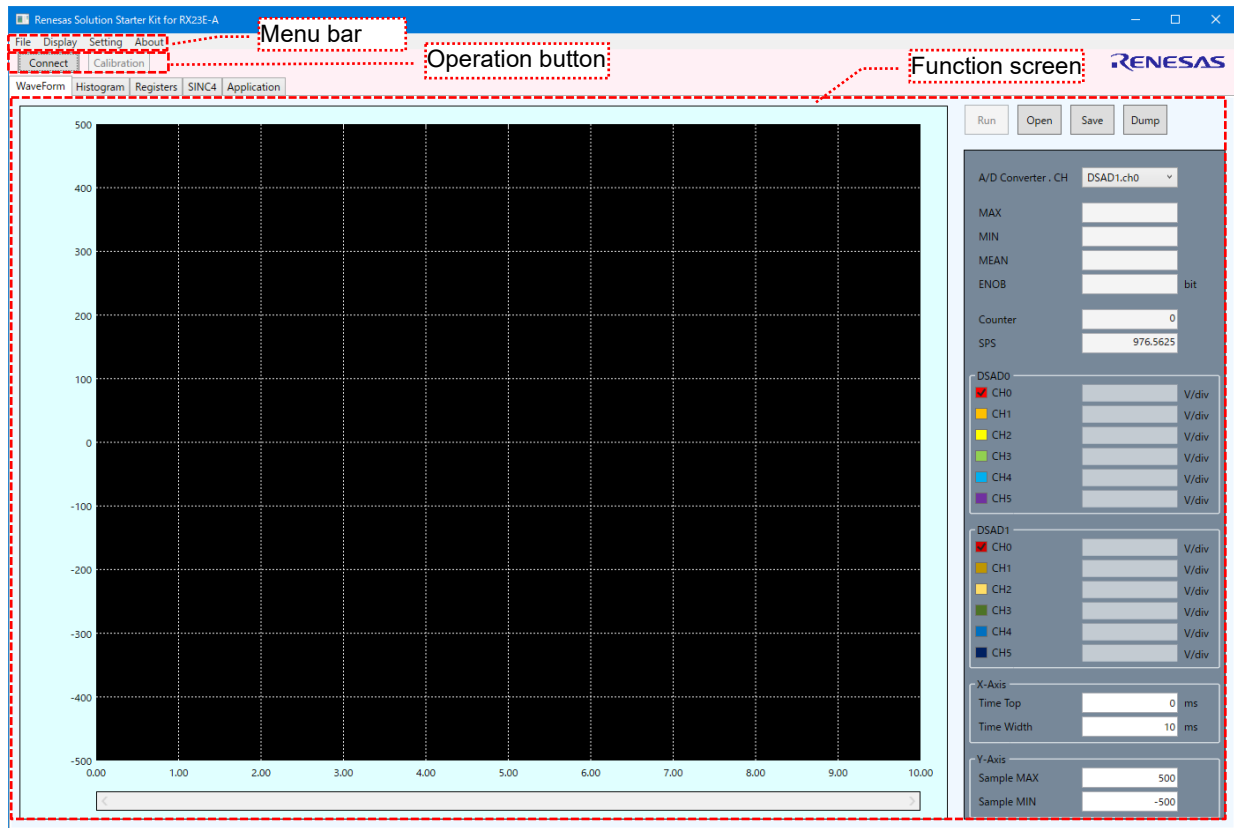 Renesas Solution Starter Kit for RX23E-A
Menu bar
File Display Setting About
Operation button
Connect Calibration
Function screen
RENESAS
WaveForm Histogram Registers SINC4 Application
Run Open Save Dump
500
400
300
200
100
0
-100
-200
-300
-400
-500
0.00 1.00 2.00 3.00 4.00 5.00 6.00 7.00 8.00 9.00 10.00
A/D Converter . CH DSAD1.ch0
MAX
MIN
MEAN
ENOB bit
Counter 0
SPS 976.5625
DSAD0
CH0 V/div
CH1 V/div
CH2 V/div
CH3 V/div
CH4 V/div
CH5 V/div
DSAD1
CH0 V/div
CH1 V/div
CH2 V/div
CH3 V/div
CH4 V/div
CH5 V/div
X-Axis
Time Top 0 ms
Time Width 10 ms
Y-Axis
Sample MAX 500
Sample MIN -500